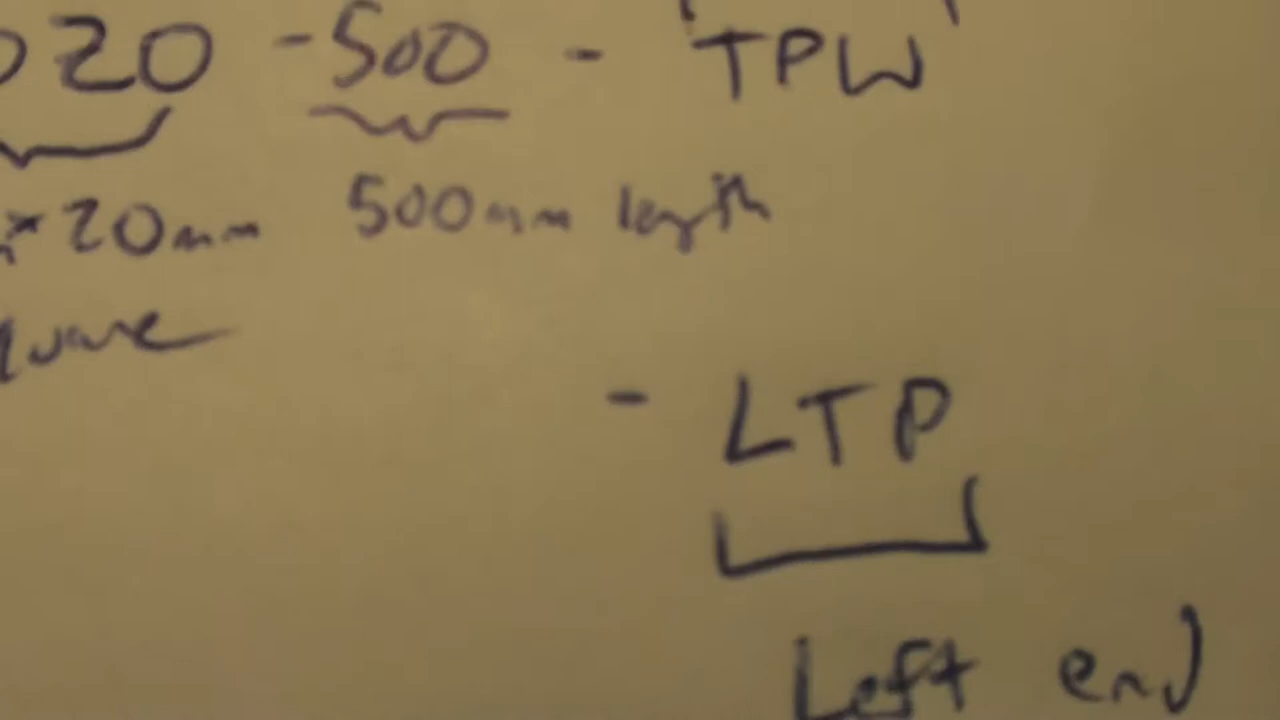 020 - 500 - 'TPW'
x 20mm 500mm length
- LTP
Left end